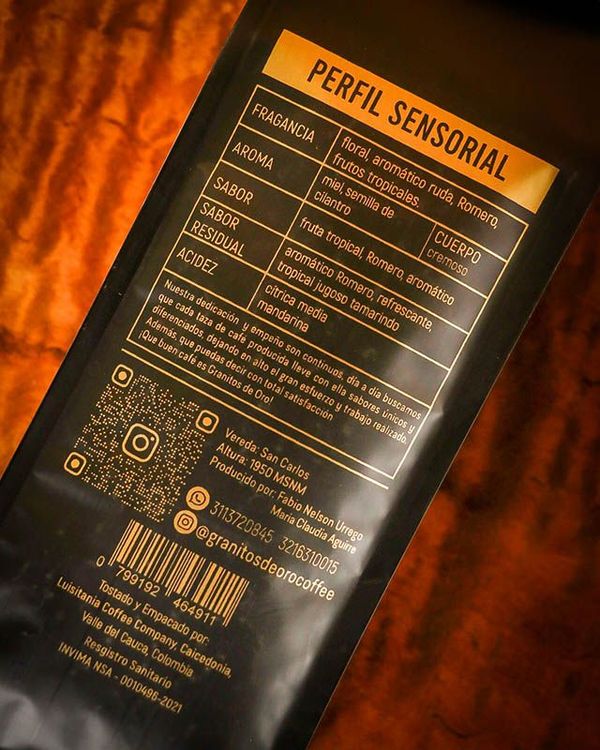 PERFIL SENSORIAL
FRAGANCIA
floral, aromático ruda, Romero,
frutos tropicales.
AROMA
miel, semilla de
cilantro
CUERPO
cremoso
SABOR
fruta tropical, Romero, aromático
SABOR
RESIDUAL
aromático Romero, refrescante,
tropical jugoso tamarindo
ACIDEZ
cítrica media
mandarina
Nuestra dedicación y empeño son continuos, día a día buscamos
que cada taza de café producida lleve con ella sabores únicos y
diferenciados, dejando en alto el gran esfuerzo y trabajo realizado.
Además, que puedas decir con total satisfacción
¡Que buen café es Granitos de Oro!
Vereda: San Carlos
Altura: 1950 MSNM
Producido por: Fabio Nelson Urrego
Maria Claudia Aguirre
3113720845 3216310015
@granitosdeorocoffee
0 799192 464911
Tostado y Empacado por:
Luisitania Coffee Company, Caicedonia,
Valle del Cauca, Colombia.
Resgistro Sanitario
INVIMA NSA - 0010496-2021